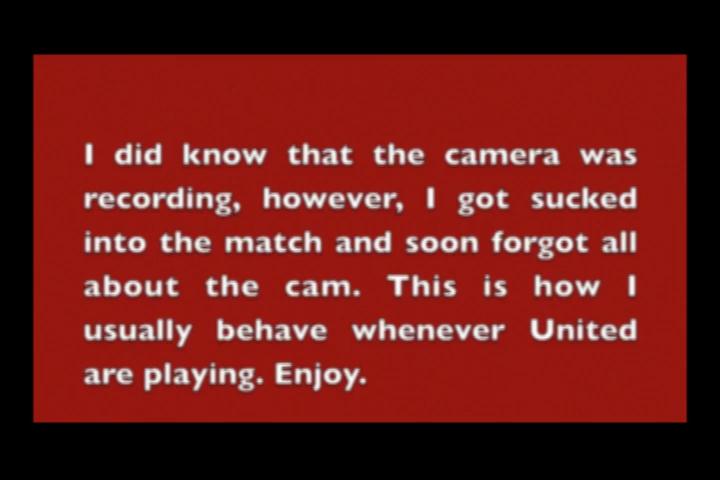 I did know that the camera was
recording, however, I got sucked
into the match and soon forgot all
about the cam. This is how I
usually behave whenever United
are playing. Enjoy.